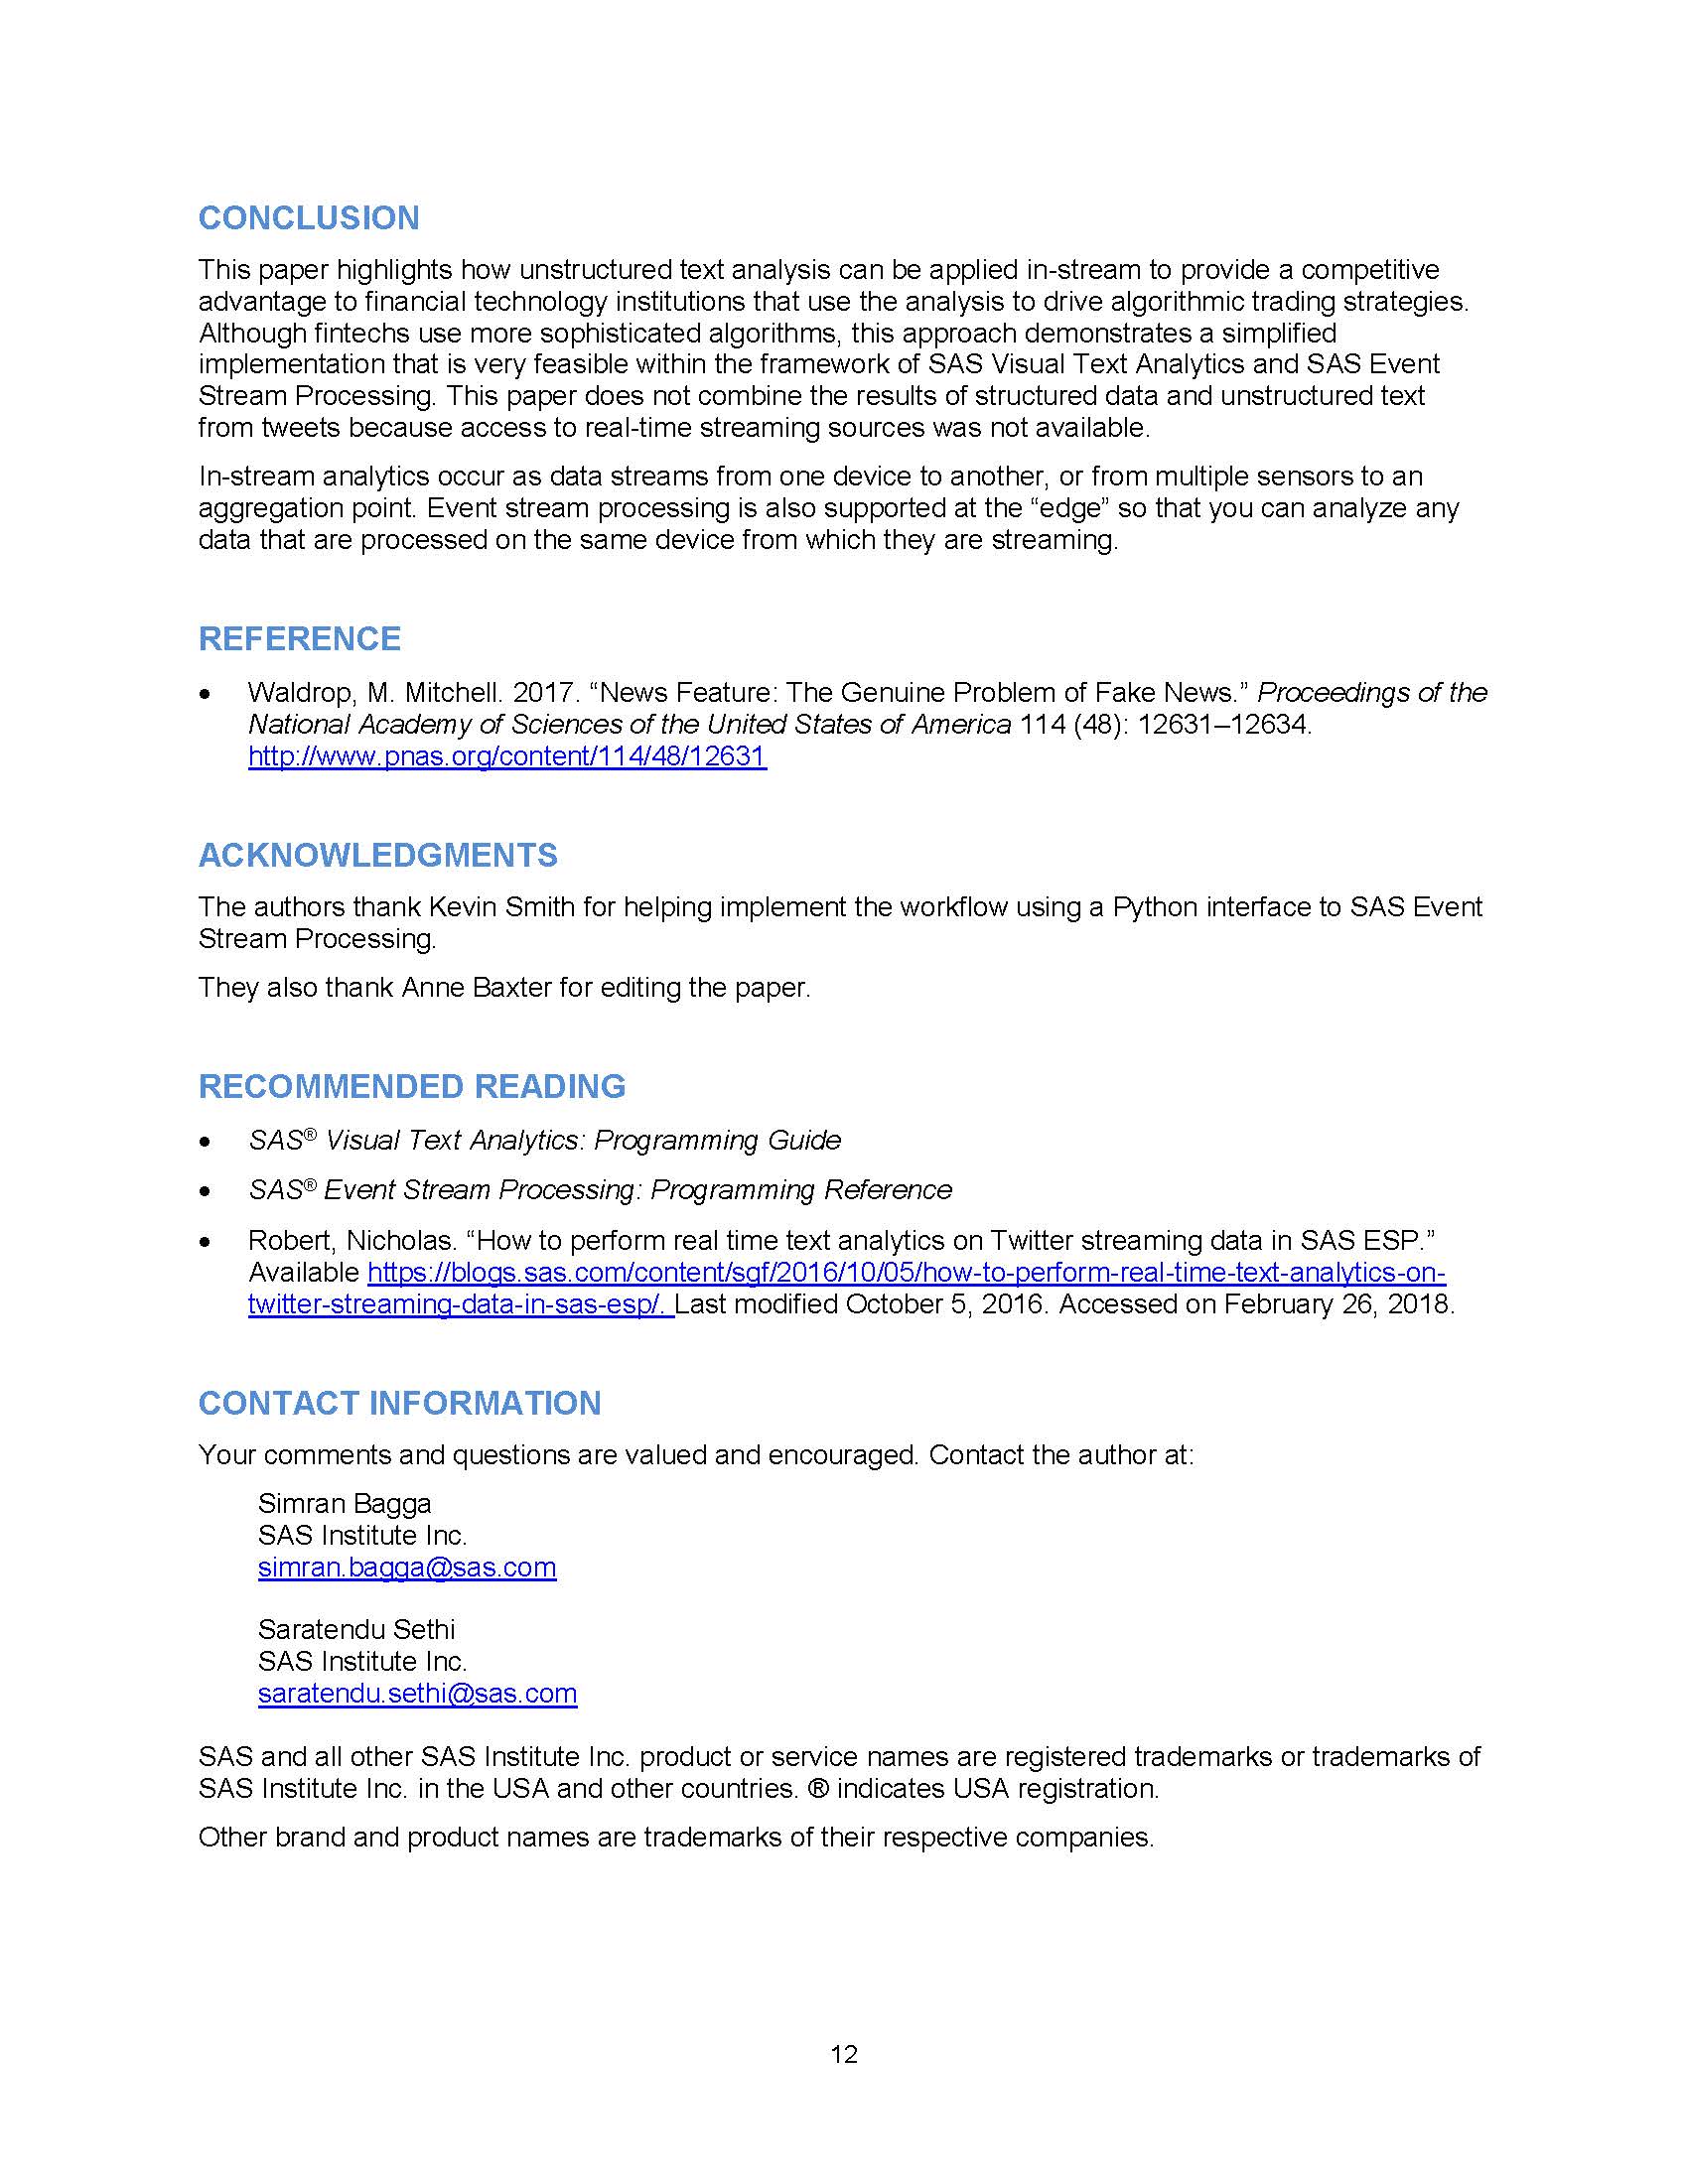 CONCLUSION
This paper highlights how unstructured text analysis can be applied in-stream to provide a competitive
advantage to financial technology institutions that use the analysis to drive algorithmic trading strategies.
Although fintechs use more sophisticated algorithms, this approach demonstrates a simplified
implementation that is very feasible within the framework of SAS Visual Text Analytics and SAS Event
Stream Processing. This paper does not combine the results of structured data and unstructured text
from tweets because access to real-time streaming sources was not available.
In-stream analytics occur as data streams from one device to another, or from multiple sensors to an
aggregation point. Event stream processing is also supported at the “edge” so that you can analyze any
data that are processed on the same device from which they are streaming.
REFERENCE
• Waldrop, M. Mitchell. 2017. “News Feature: The Genuine Problem of Fake News.” Proceedings of the
National Academy of Sciences of the United States of America 114 (48): 12631–12634.
http://www.pnas.org/content/114/48/12631
ACKNOWLEDGMENTS
The authors thank Kevin Smith for helping implement the workflow using a Python interface to SAS Event
Stream Processing.
They also thank Anne Baxter for editing the paper.
RECOMMENDED READING
• SAS® Visual Text Analytics: Programming Guide
• SAS® Event Stream Processing: Programming Reference
• Robert, Nicholas. “How to perform real time text analytics on Twitter streaming data in SAS ESP.”
Available https://blogs.sas.com/content/sgf/2016/10/05/how-to-perform-real-time-text-analytics-on-
twitter-streaming-data-in-sas-esp/. Last modified October 5, 2016. Accessed on February 26, 2018.
CONTACT INFORMATION
Your comments and questions are valued and encouraged. Contact the author at:
Simran Bagga
SAS Institute Inc.
simran.bagga@sas.com
Saratendu Sethi
SAS Institute Inc.
saratendu.sethi@sas.com
SAS and all other SAS Institute Inc. product or service names are registered trademarks or trademarks of
SAS Institute Inc. in the USA and other countries. ® indicates USA registration.
Other brand and product names are trademarks of their respective companies.
12